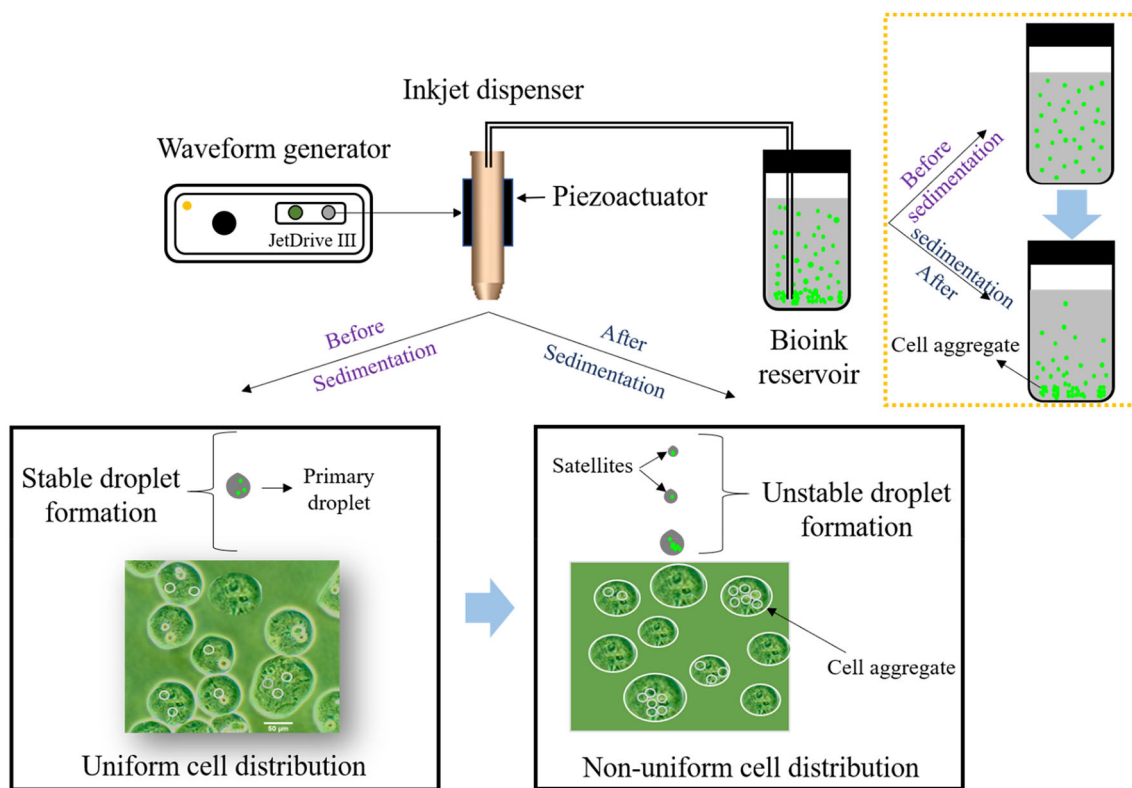 Inkjet dispenser
Waveform generator
JetDrive III
Piezoactuator
Bioink
reservoir
Before
sedimentation
sedimentation
After
Cell aggregate
Before
Sedimentation
After
Sedimentation
Stable droplet
formation
Primary
droplet
50 μm
Uniform cell distribution
Satellites
Unstable droplet
formation
Cell aggregate
Non-uniform cell distribution